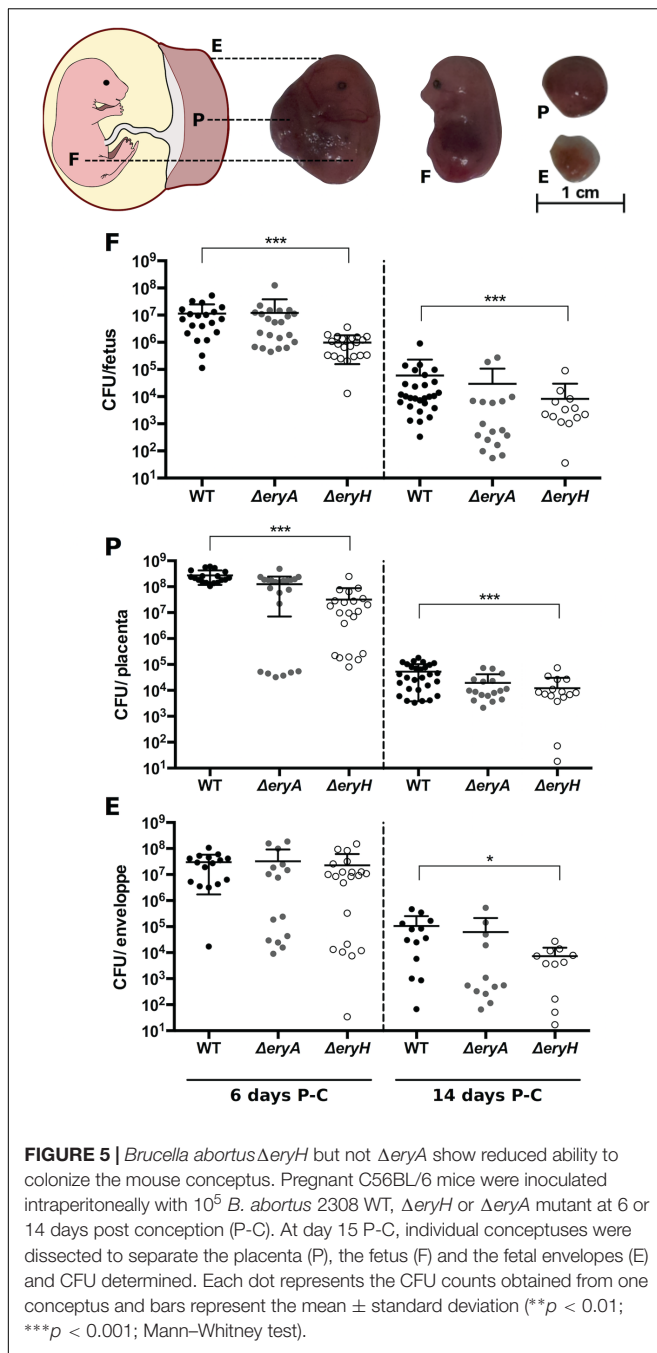 E
P
F
F
P
E
1 cm
F
***
***
CFU/fetus
10⁹
10⁸
10⁷
10⁶
10⁵
10⁴
10³
10²
10¹
WT ΔeryA ΔeryH WT ΔeryA ΔeryH
P
***
***
CFU/ placenta
10⁹
10⁸
10⁷
10⁶
10⁵
10⁴
10³
10²
10¹
WT ΔeryA ΔeryH WT ΔeryA ΔeryH
E
*
CFU/ enveloppe
10⁹
10⁸
10⁷
10⁶
10⁵
10⁴
10³
10²
10¹
WT ΔeryA ΔeryH WT ΔeryA ΔeryH
6 days P-C 14 days P-C
FIGURE 5 | Brucella abortus ΔeryH but not ΔeryA show reduced ability to
colonize the mouse conceptus. Pregnant C56BL/6 mice were inoculated
intraperitoneally with 10⁵ B. abortus 2308 WT, ΔeryH or ΔeryA mutant at 6 or
14 days post conception (P-C). At day 15 P-C, individual conceptuses were
dissected to separate the placenta (P), the fetus (F) and the fetal envelopes (E)
and CFU determined. Each dot represents the CFU counts obtained from one
conceptus and bars represent the mean ± standard deviation (**p < 0.01;
***p < 0.001; Mann–Whitney test).